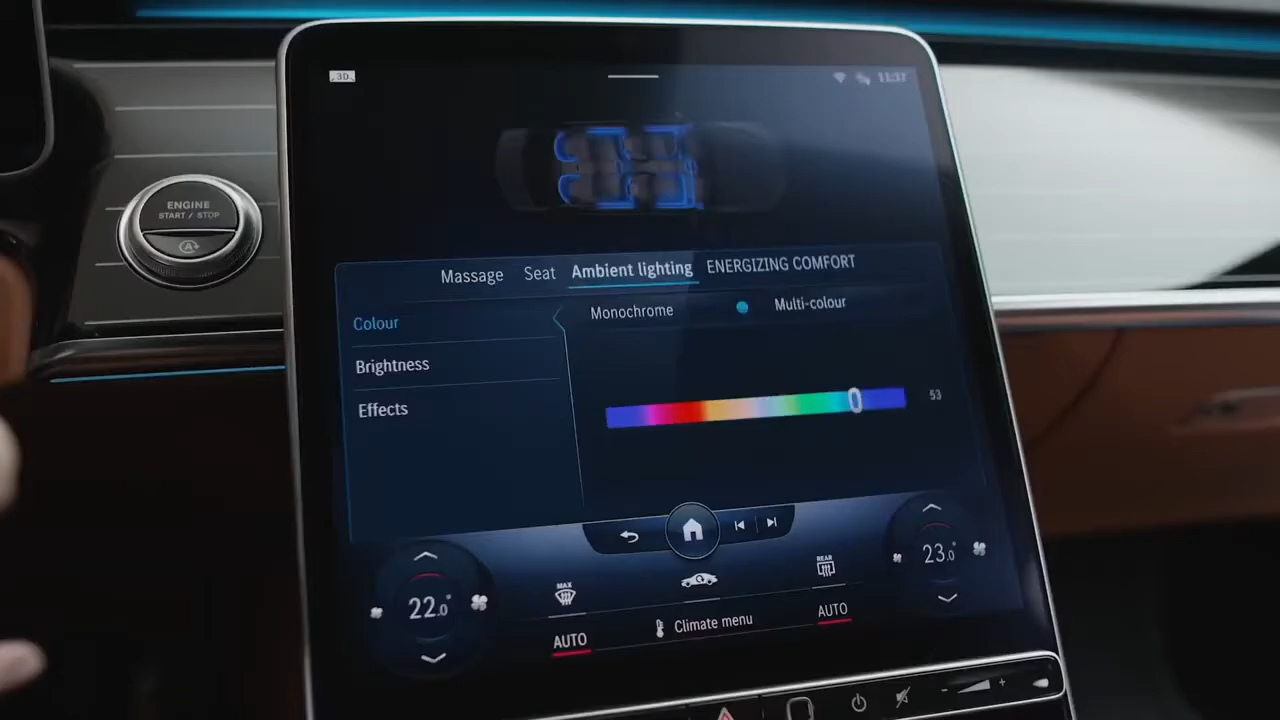 3D
11:37
ENGINE
START / STOP
A
Massage Seat Ambient lighting ENERGIZING COMFORT
Colour
Monochrome Multi-colour
Brightness
Effects
53
22.0°
23.0°
MAX
REAR
AUTO
Climate menu
AUTO
- +